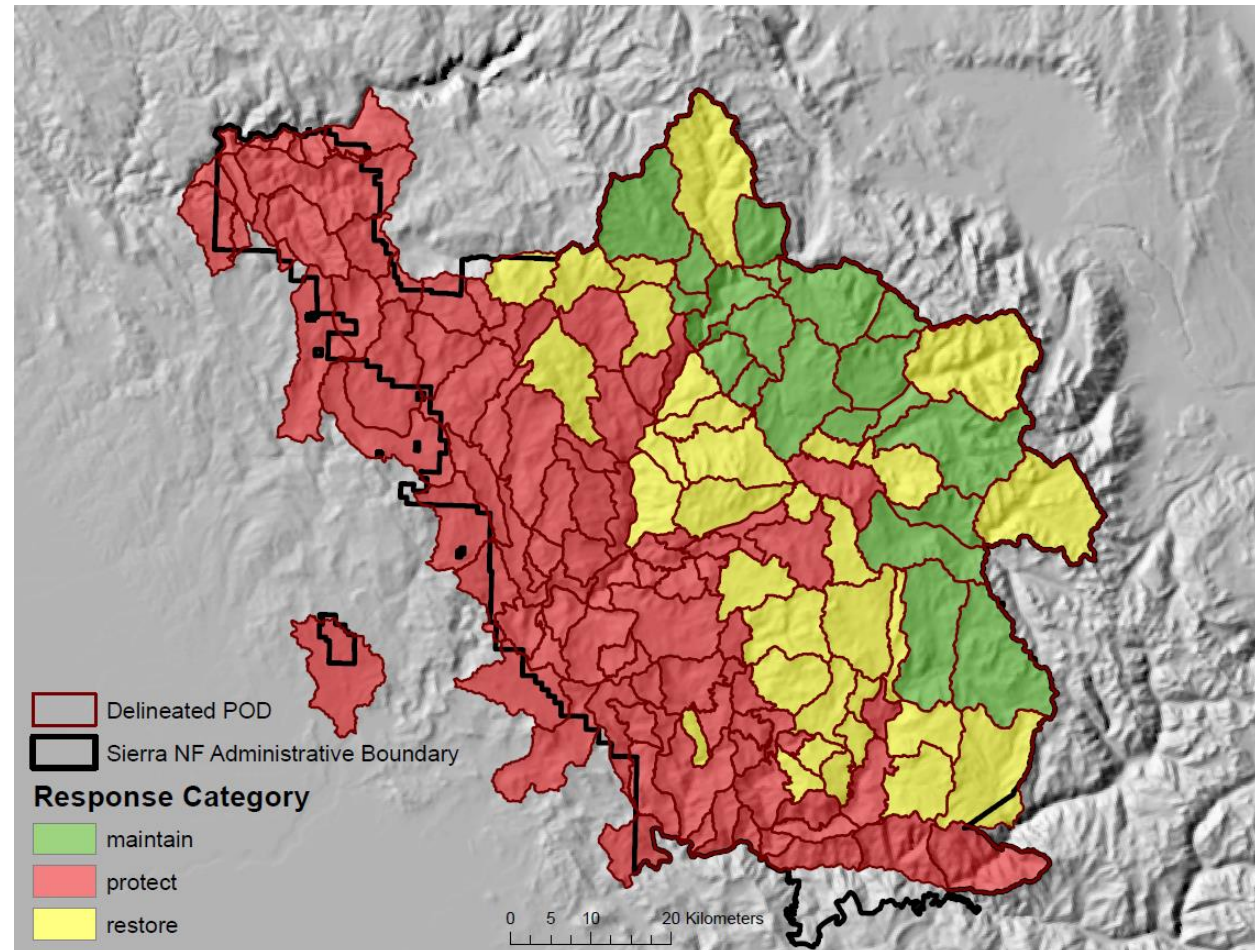 Delineated POD
Sierra NF Administrative Boundary
Response Category
maintain
protect
restore
0 5 10 20 Kilometers